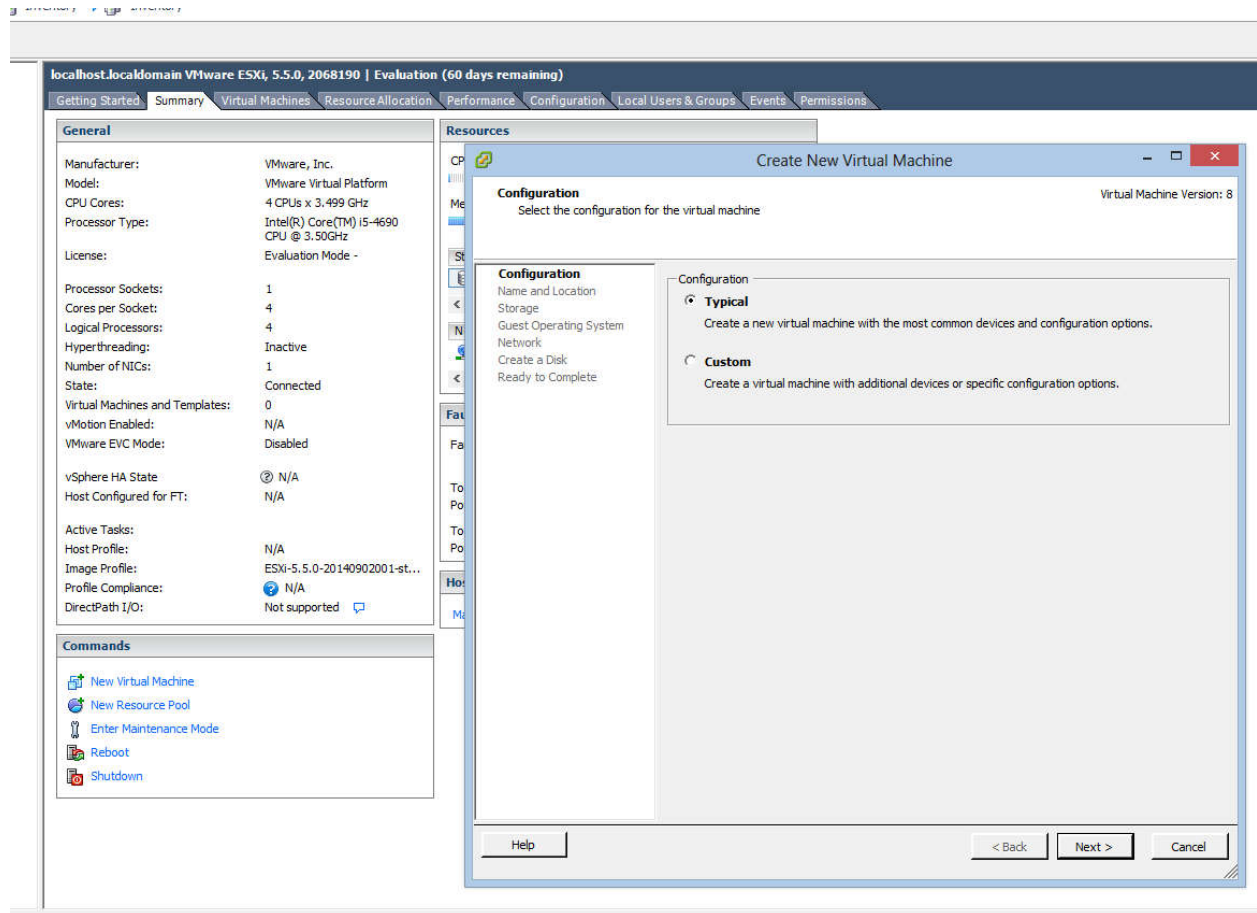 Inventory
Inventory
localhost.localdomain VMware ESXi, 5.5.0, 2068190 | Evaluation (60 days remaining)
Getting Started Summary Virtual Machines Resource Allocation Performance Configuration Local Users & Groups Events Permissions
General
Manufacturer: VMware, Inc.
Model: VMware Virtual Platform
CPU Cores: 4 CPUs x 3.499 GHz
Processor Type: Intel(R) Core(TM) i5-4690
CPU @ 3.50GHz
License: Evaluation Mode -
Processor Sockets: 1
Cores per Socket: 4
Logical Processors: 4
Hyperthreading: Inactive
Number of NICs: 1
State: Connected
Virtual Machines and Templates: 0
vMotion Enabled: N/A
VMware EVC Mode: Disabled
vSphere HA State N/A
Host Configured for FT: N/A
Active Tasks:
Host Profile: N/A
Image Profile: ESXi-5.5.0-20140902001-st...
Profile Compliance: N/A
DirectPath I/O: Not supported
Commands
New Virtual Machine
New Resource Pool
Enter Maintenance Mode
Reboot
Shutdown
Resources
Create New Virtual Machine
Configuration
Select the configuration for the virtual machine
Virtual Machine Version: 8
Configuration
Name and Location
Storage
Guest Operating System
Network
Create a Disk
Ready to Complete
Configuration
Typical
Create a new virtual machine with the most common devices and configuration options.
Custom
Create a virtual machine with additional devices or specific configuration options.
Help
< Back
Next >
Cancel